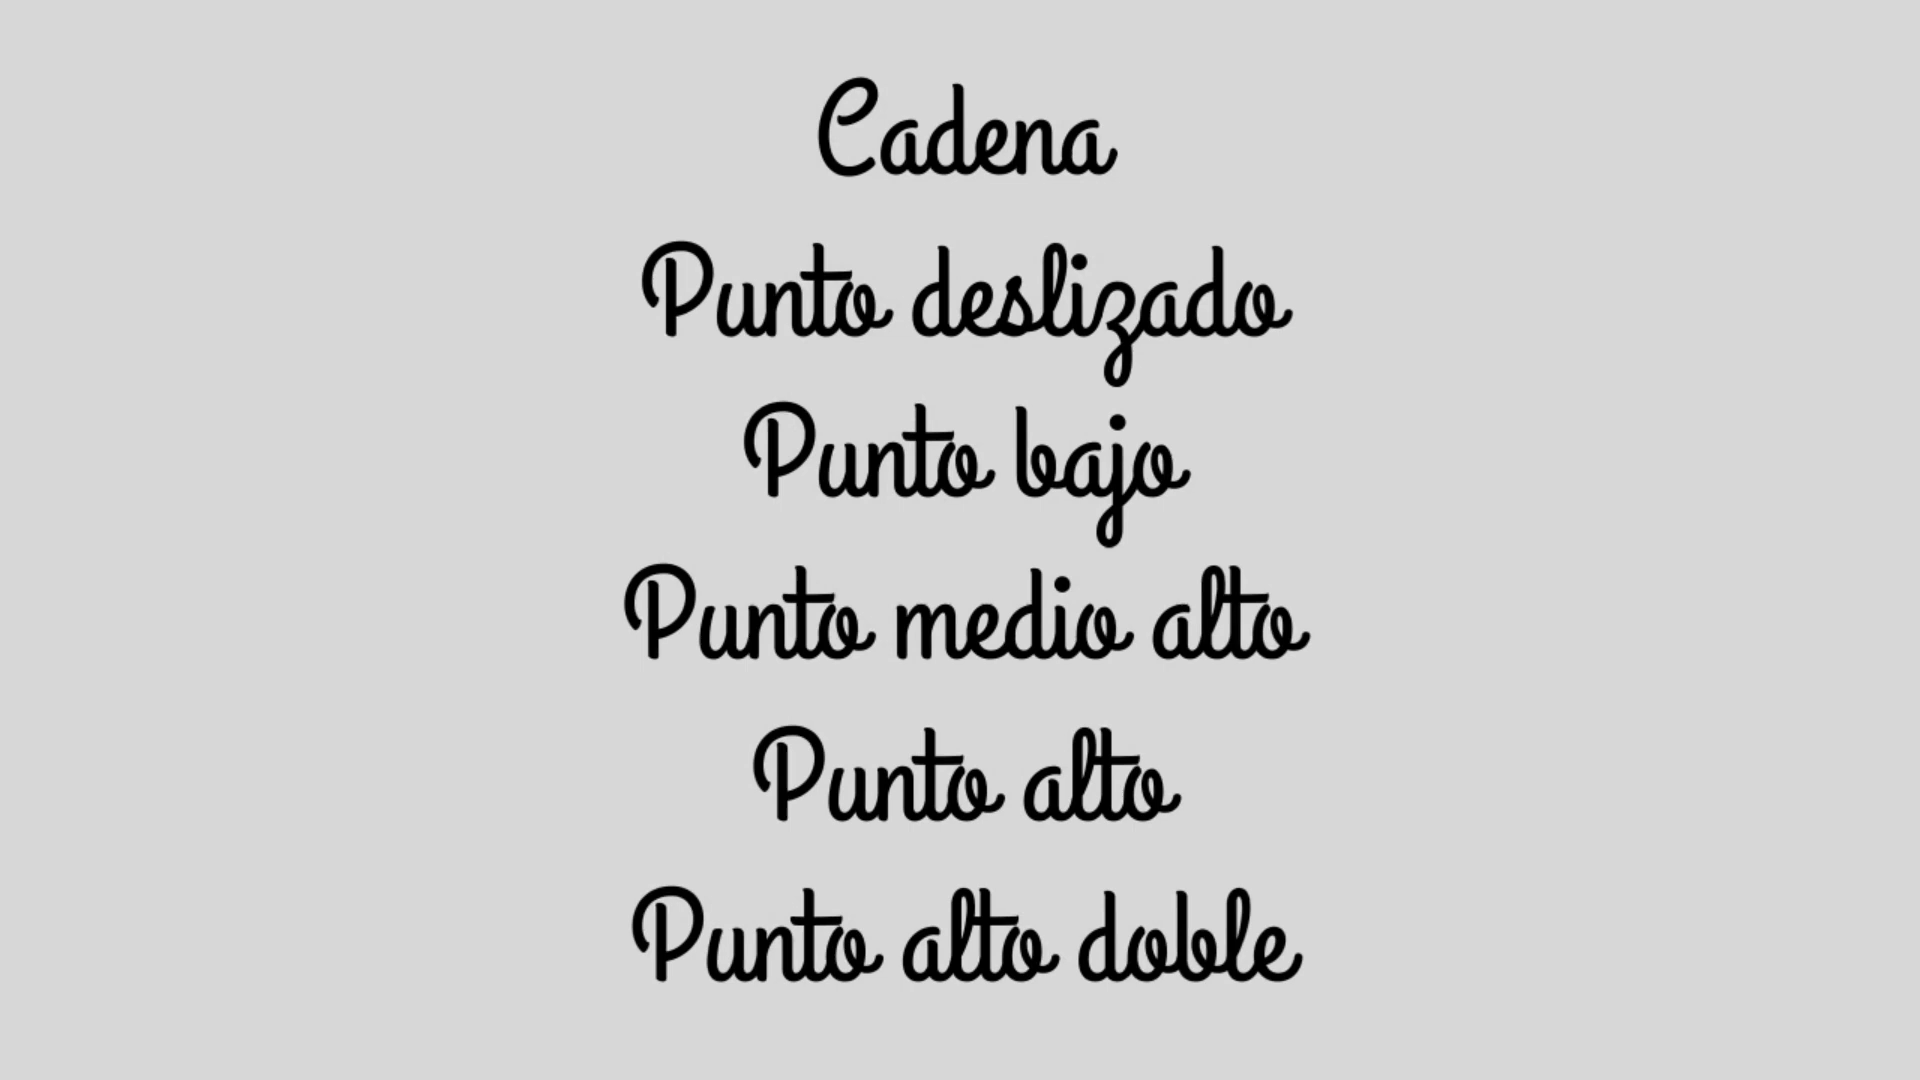 Cadena
Punto deslizado
Punto bajo
Punto medio alto
Punto alto
Punto alto doble